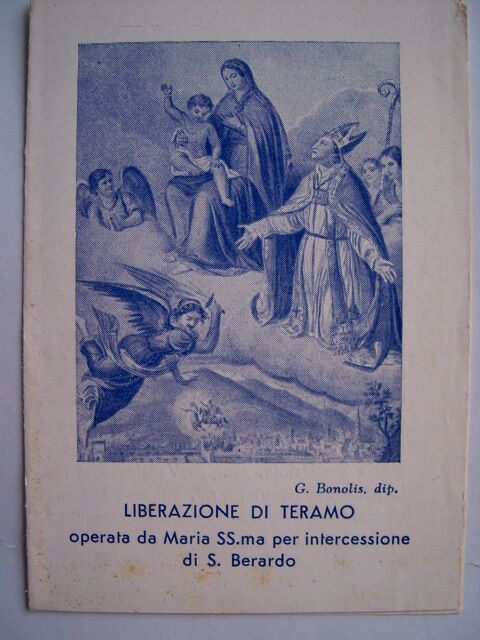 G. Bonolis, dip.
LIBERAZIONE DI TERAMO
operata da Maria SS.ma per intercessione
di S. Berardo